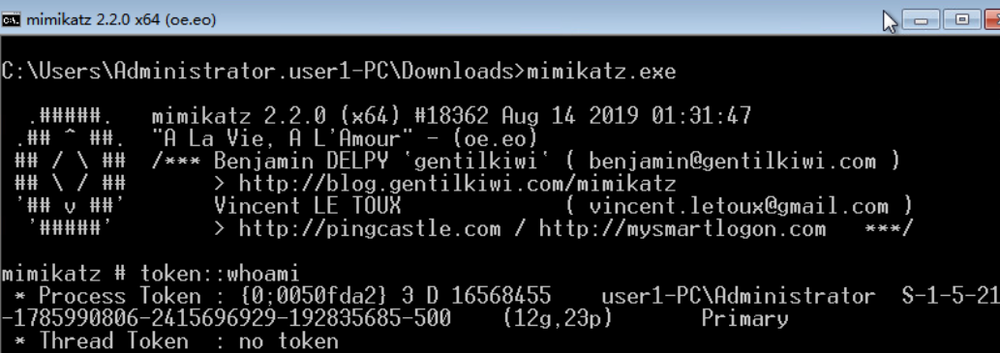 mimikatz 2.2.0 x64 (oe.eo)
C:\Users\Administrator.user1-PC\Downloads>mimikatz.exe
  .#####.   mimikatz 2.2.0 (x64) #18362 Aug 14 2019 01:31:47
 .## ^ ##.  "A La Vie, A L'Amour" - (oe.eo)
 ## / \ ##  /*** Benjamin DELPY `gentilkiwi` ( benjamin@gentilkiwi.com )
 ## \ / ##       > http://blog.gentilkiwi.com/mimikatz
 '## v ##'       Vincent LE TOUX             ( vincent.letoux@gmail.com )
  '#####'        > http://pingcastle.com / http://mysmartlogon.com   ***/
mimikatz # token::whoami
 * Process Token : {0;0050fda2} 3 D 16568455    user1-PC\Administrator  S-1-5-21
-1785990806-2415696929-192835685-500    (12g,23p)       Primary
 * Thread Token  : no token